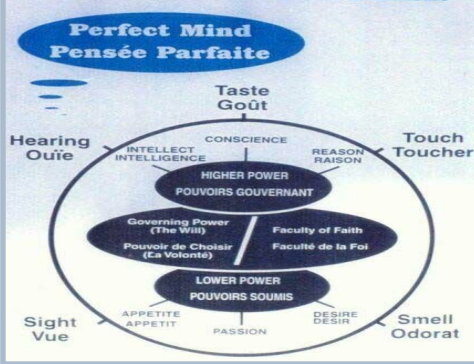 Perfect Mind
Pensée Parfaite
Taste
Goût
Hearing
Ouïe
Touch
Toucher
CONSCIENCE
INTELLECT
INTELLIGENCE
REASON
RAISON
HIGHER POWER
POUVOIRS GOUVERNANT
Governing Power
(The Will)
Pouvoir de Choisir
(La Volonté)
Faculty of Faith
Faculté de la Foi
LOWER POWER
POUVOIRS SOUMIS
APPETITE
APPETIT
PASSION
DESIRE
DESIR
Sight
Vue
Smell
Odorat